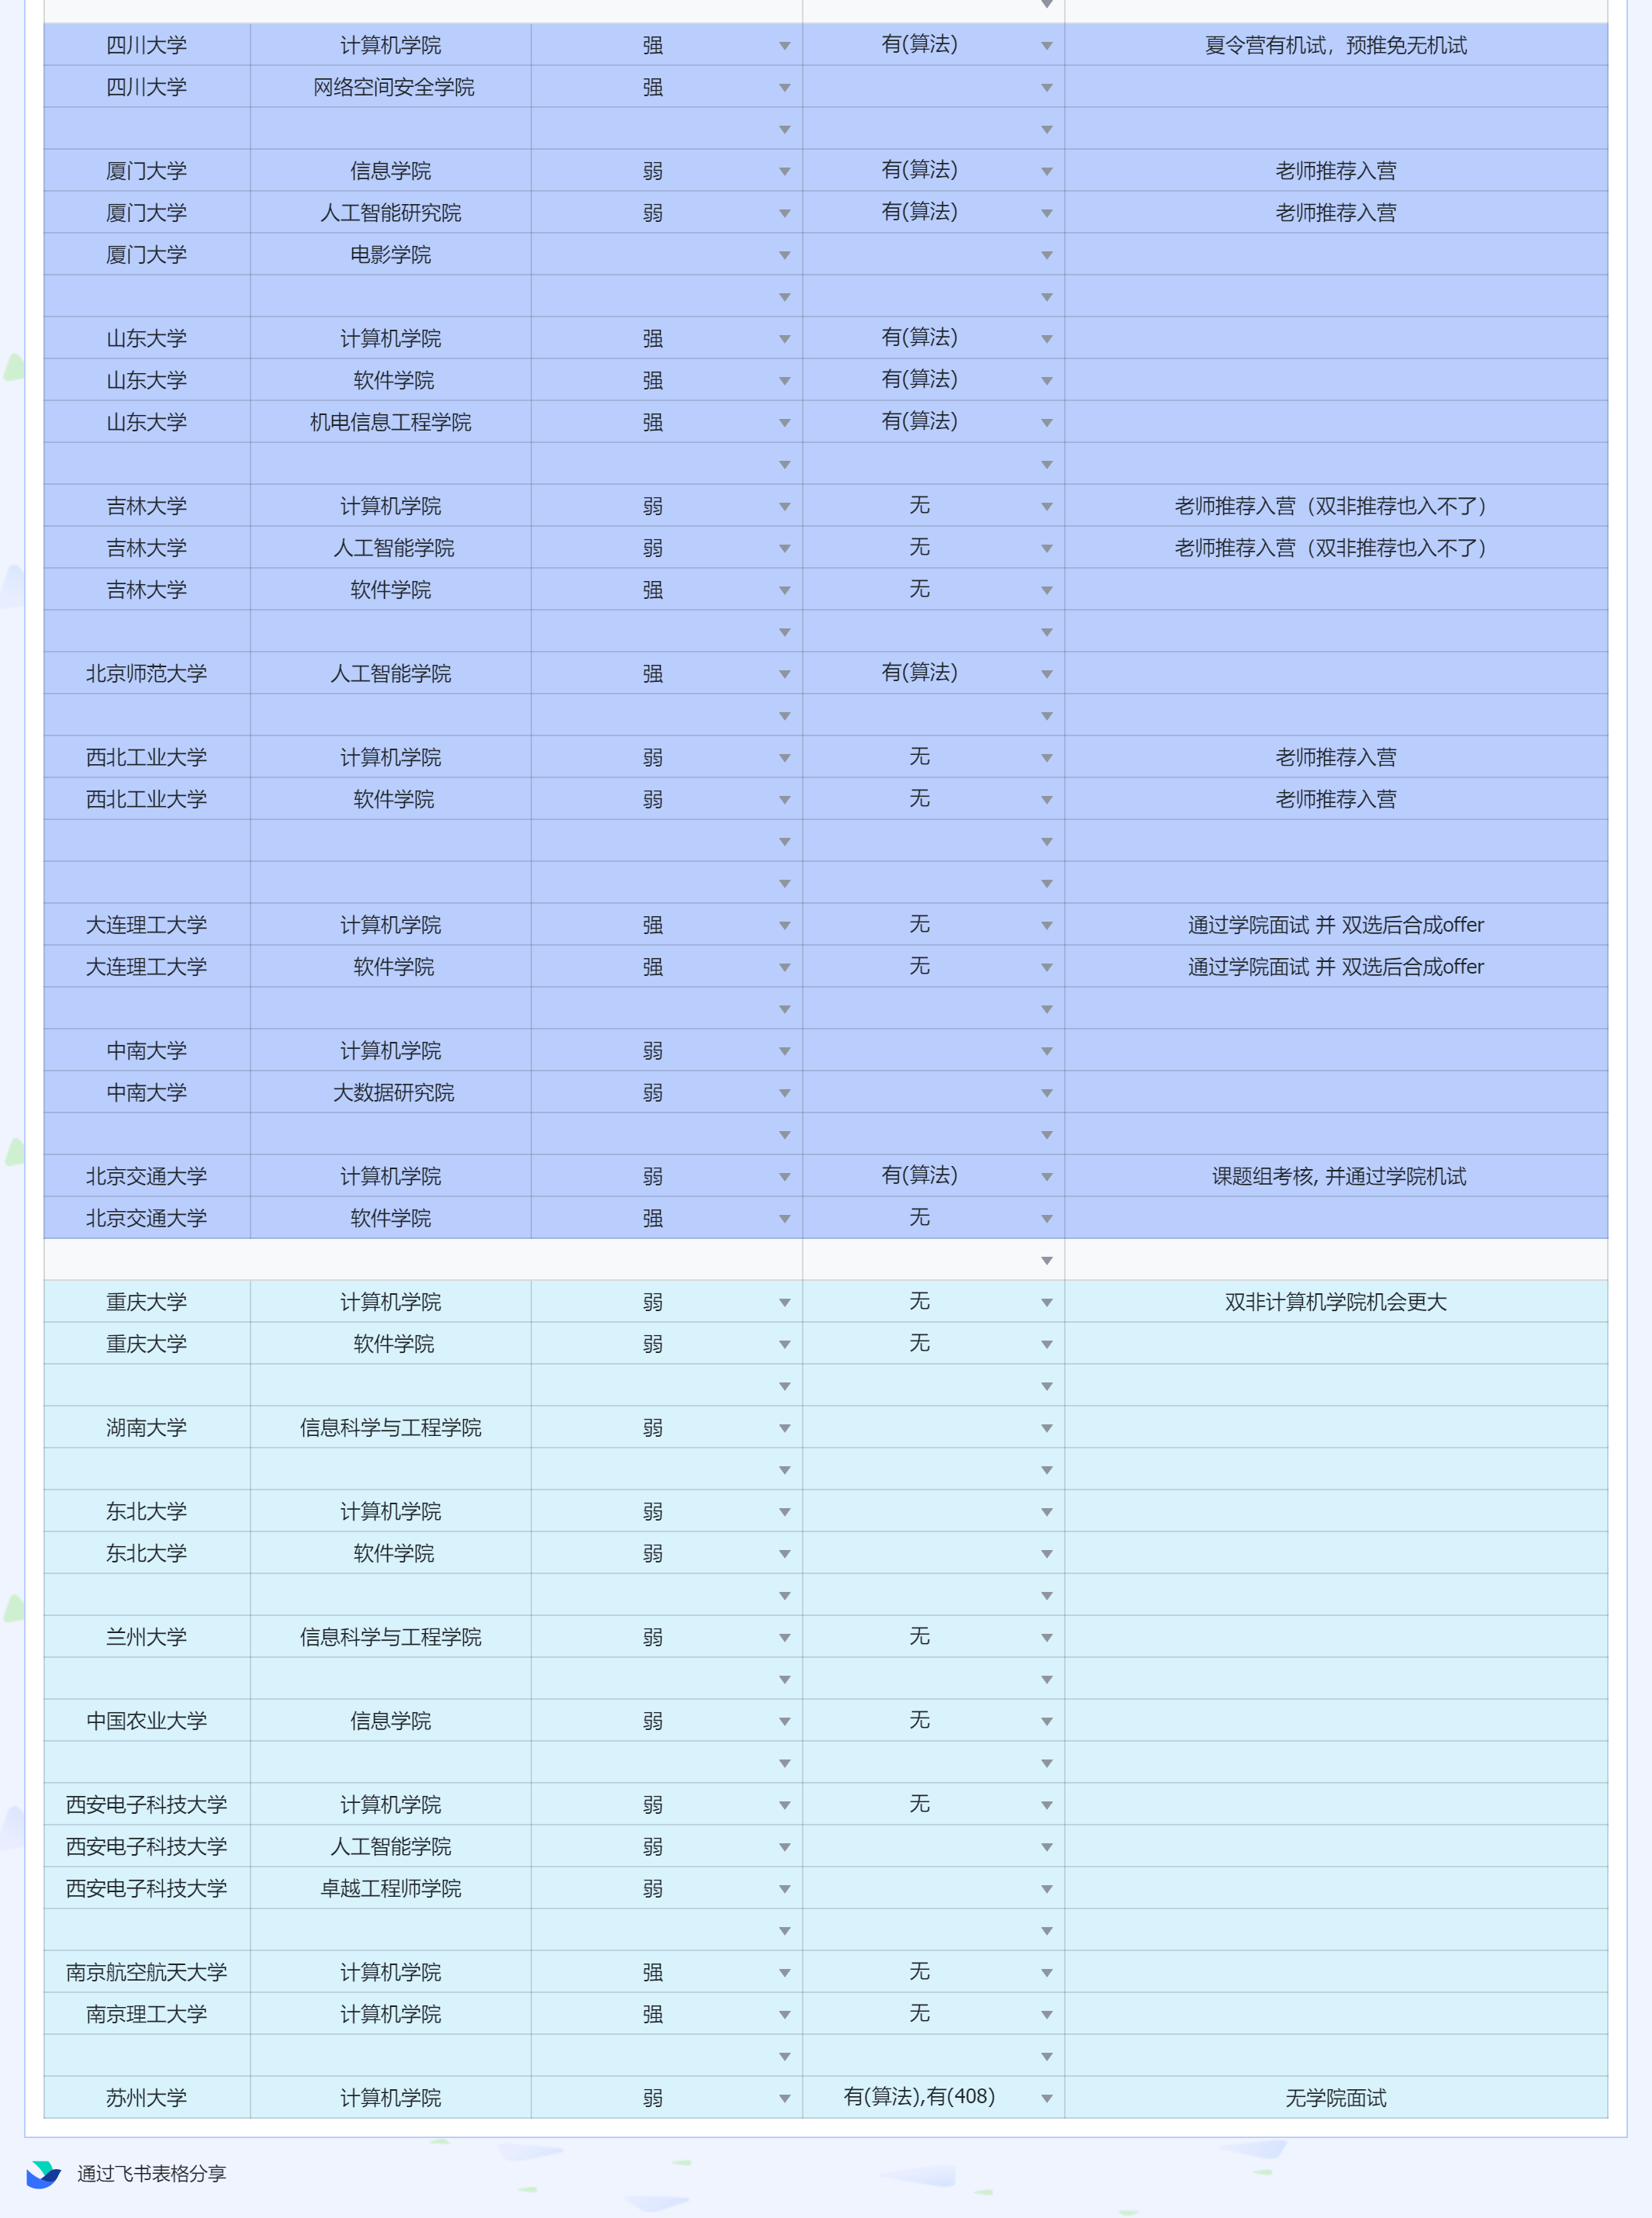 四川大学 计算机学院 强 有(算法) 夏令营有机试，预推免无机试
四川大学 网络空间安全学院 强
厦门大学 信息学院 弱 有(算法) 老师推荐入营
厦门大学 人工智能研究院 弱 有(算法) 老师推荐入营
厦门大学 电影学院
山东大学 计算机学院 强 有(算法)
山东大学 软件学院 强 有(算法)
山东大学 机电信息工程学院 强 有(算法)
吉林大学 计算机学院 弱 无 老师推荐入营（双非推荐也入不了）
吉林大学 人工智能学院 弱 无 老师推荐入营（双非推荐也入不了）
吉林大学 软件学院 强 无
北京师范大学 人工智能学院 强 有(算法)
西北工业大学 计算机学院 弱 无 老师推荐入营
西北工业大学 软件学院 弱 无 老师推荐入营
大连理工大学 计算机学院 强 无 通过学院面试 并 双选后合成offer
大连理工大学 软件学院 强 无 通过学院面试 并 双选后合成offer
中南大学 计算机学院 弱
中南大学 大数据研究院 弱
北京交通大学 计算机学院 弱 有(算法) 课题组考核, 并通过学院机试
北京交通大学 软件学院 强 无
重庆大学 计算机学院 弱 无 双非计算机学院机会更大
重庆大学 软件学院 弱 无
湖南大学 信息科学与工程学院 弱
东北大学 计算机学院 弱
东北大学 软件学院 弱
兰州大学 信息科学与工程学院 弱 无
中国农业大学 信息学院 弱 无
西安电子科技大学 计算机学院 弱 无
西安电子科技大学 人工智能学院 弱
西安电子科技大学 卓越工程师学院 弱
南京航空航天大学 计算机学院 强 无
南京理工大学 计算机学院 强 无
苏州大学 计算机学院 弱 有(算法),有(408) 无学院面试
通过飞书表格分享